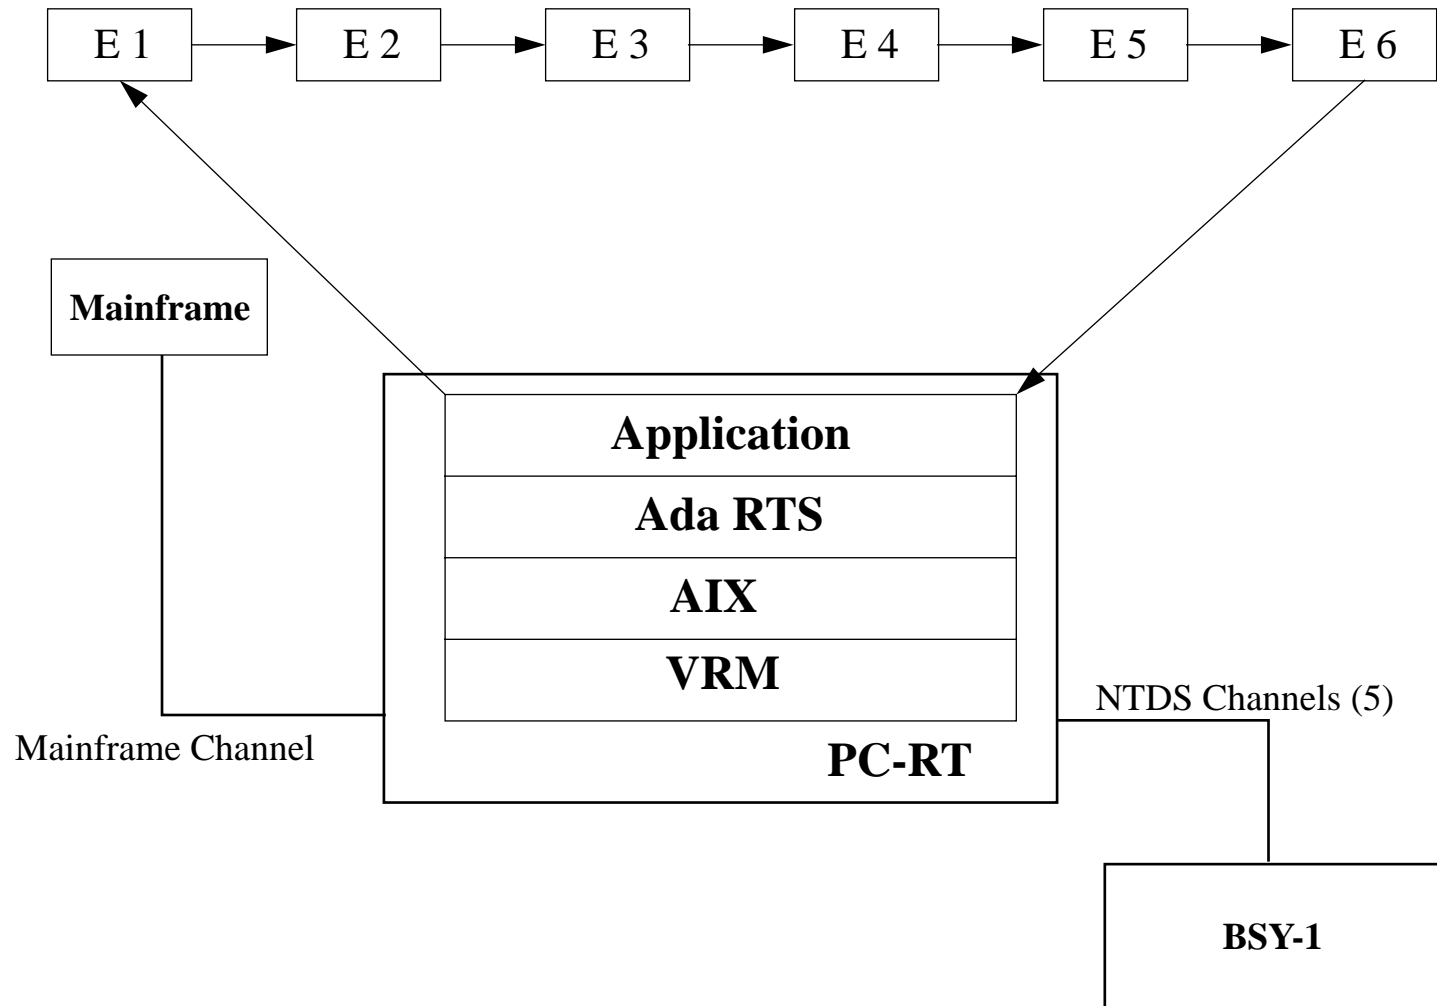 E 1
E 2
E 3
E 4
E 5
E 6
Mainframe
Application
Ada RTS
AIX
VRM
NTDS Channels (5)
Mainframe Channel
PC-RT
BSY-1